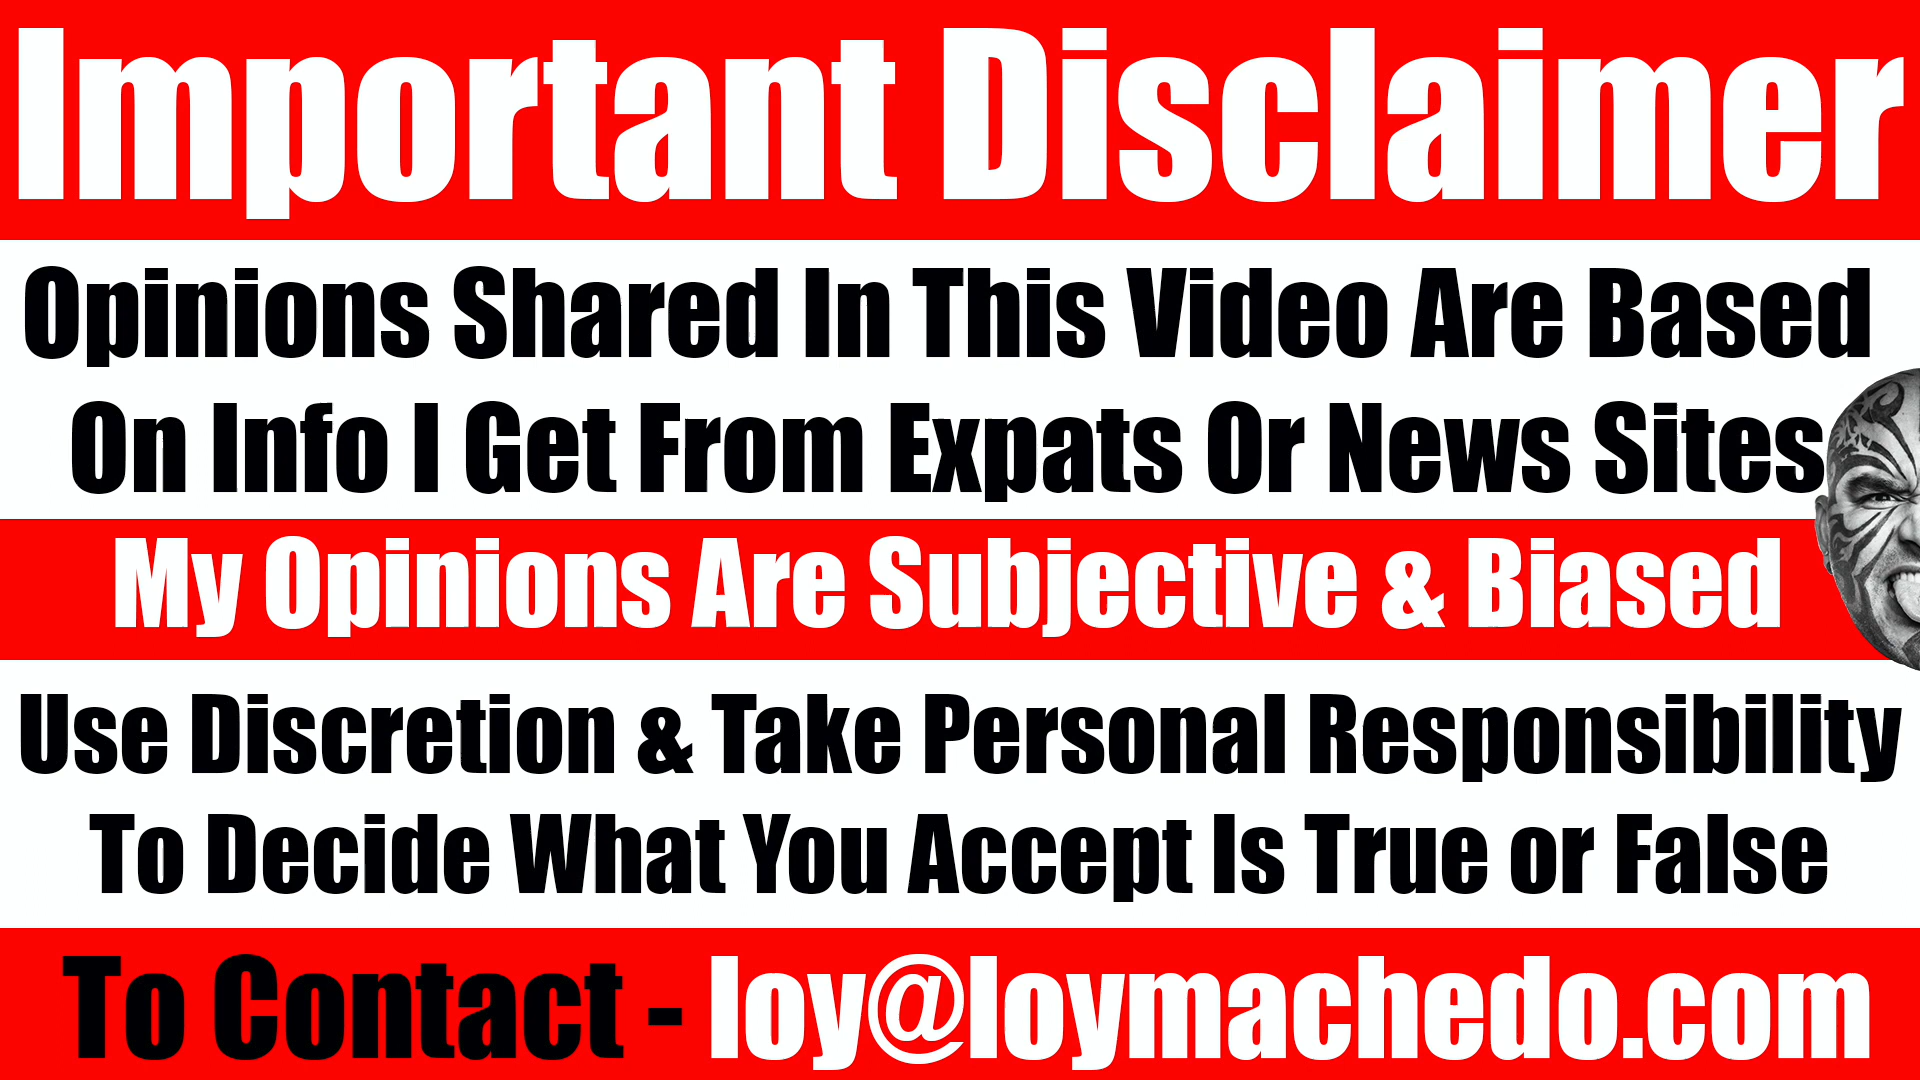 Important Disclaimer
Opinions Shared In This Video Are Based
On Info I Get From Expats Or News Sites
My Opinions Are Subjective & Biased
Use Discretion & Take Personal Responsibility
To Decide What You Accept Is True or False
To Contact - loy@loymachedo.com